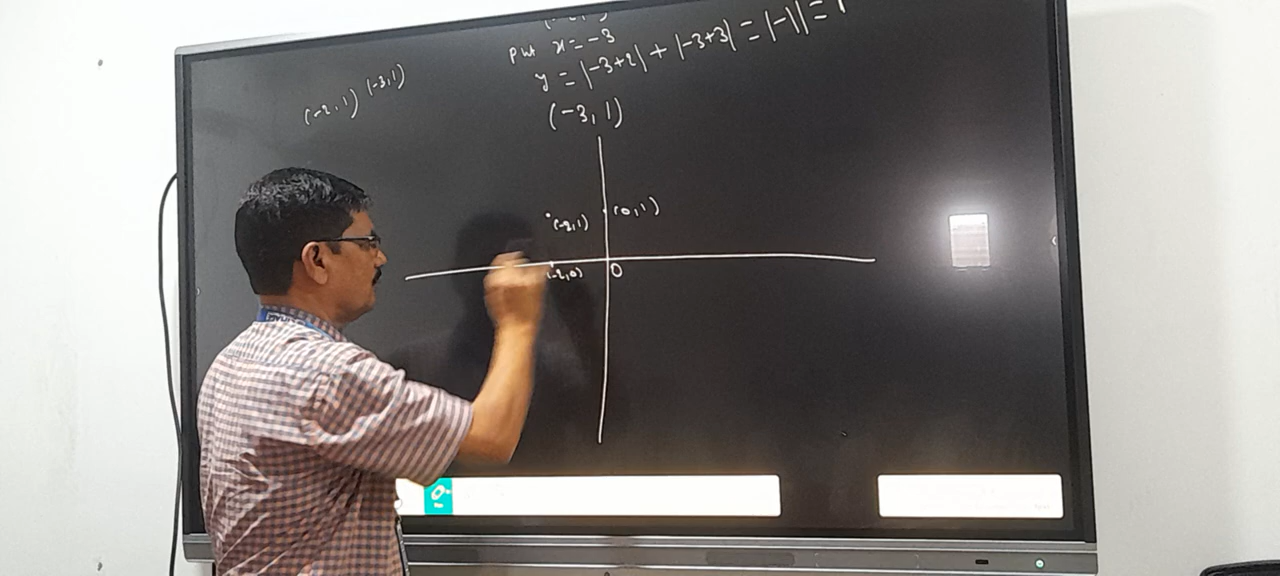 put x = -3
y = |-3+2| + |-3+3| = |-1| = 1
(-2, 1) (-3, 1)
(-3, 1)
(-2, 1) (0, 1)
(-2, 0) O